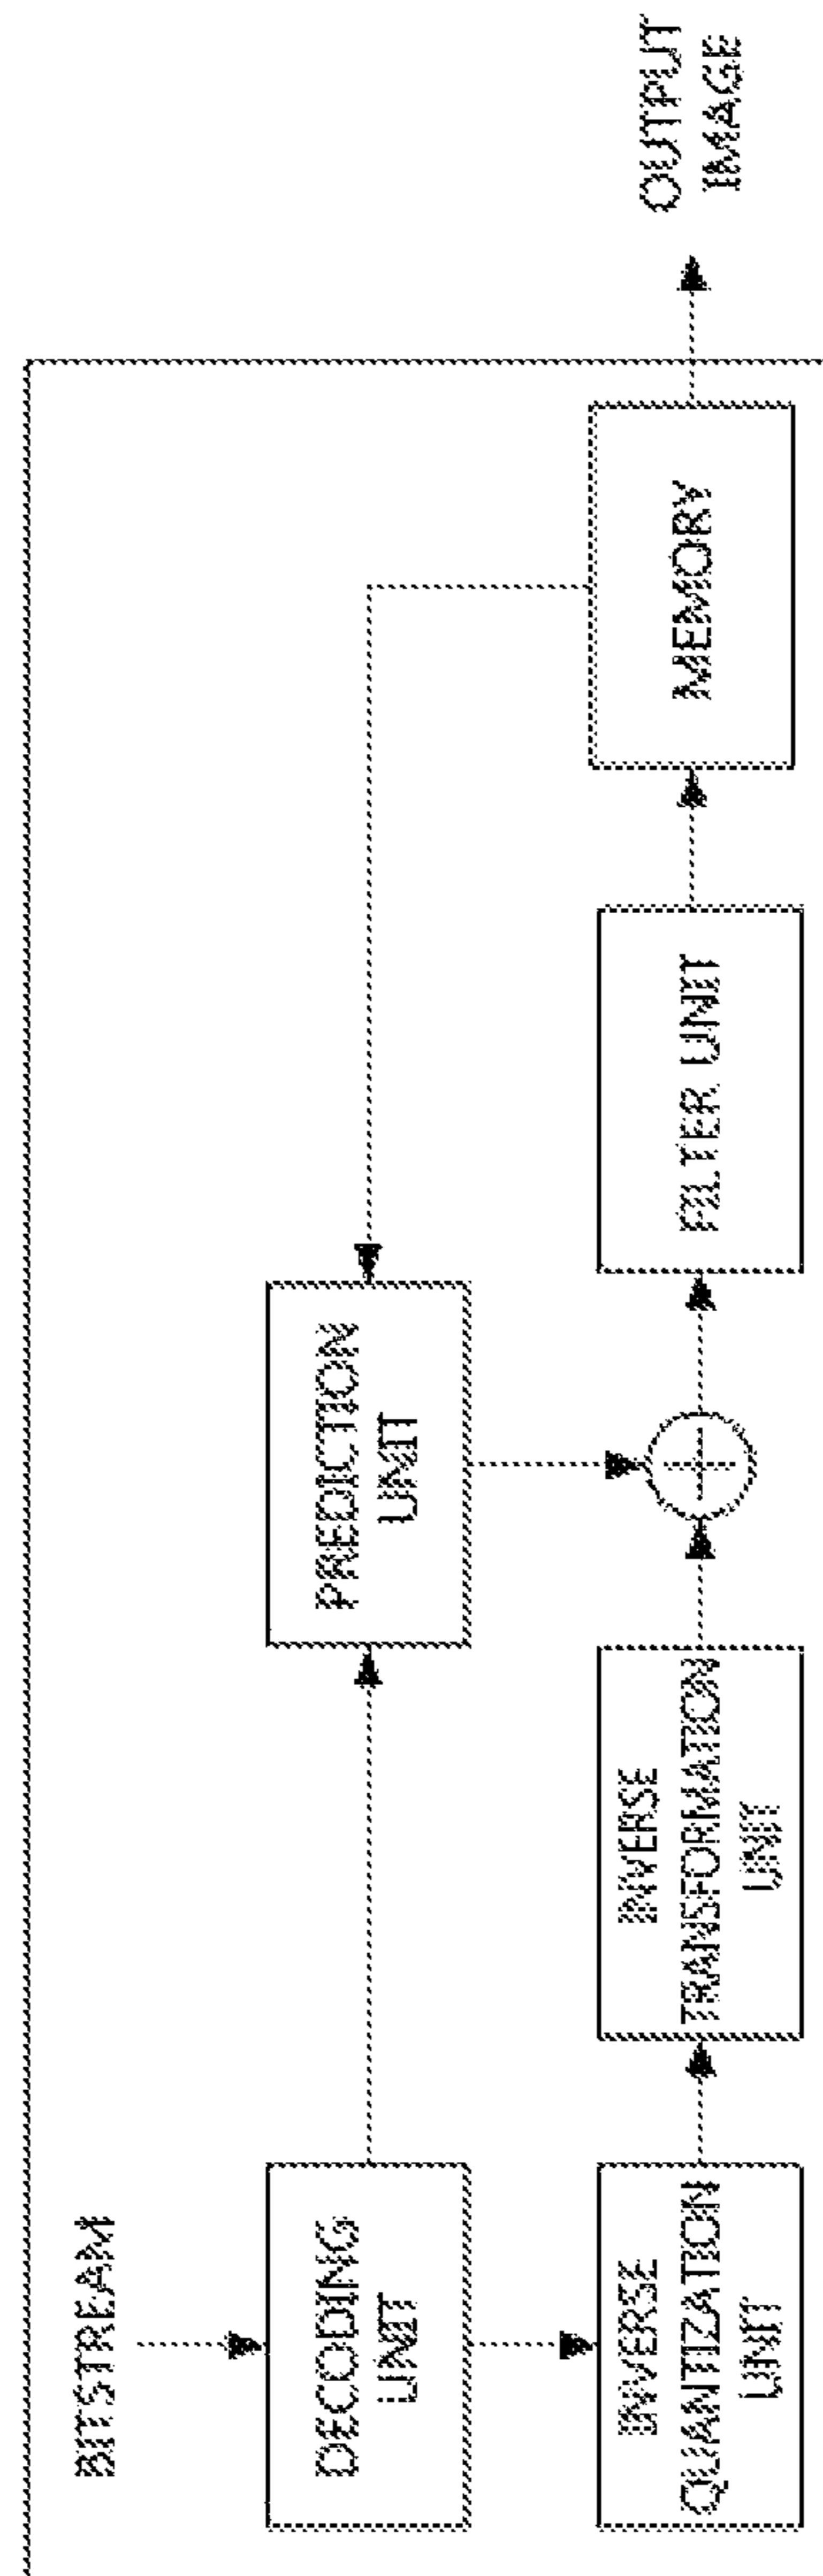 BITSTREAM
DECODING
UNIT
PREDICTION
UNIT
INVERSE
QUANTIZATION
UNIT
INVERSE
TRANSFORMATION
UNIT
FILTER UNIT
MEMORY
OUTPUT
IMAGE